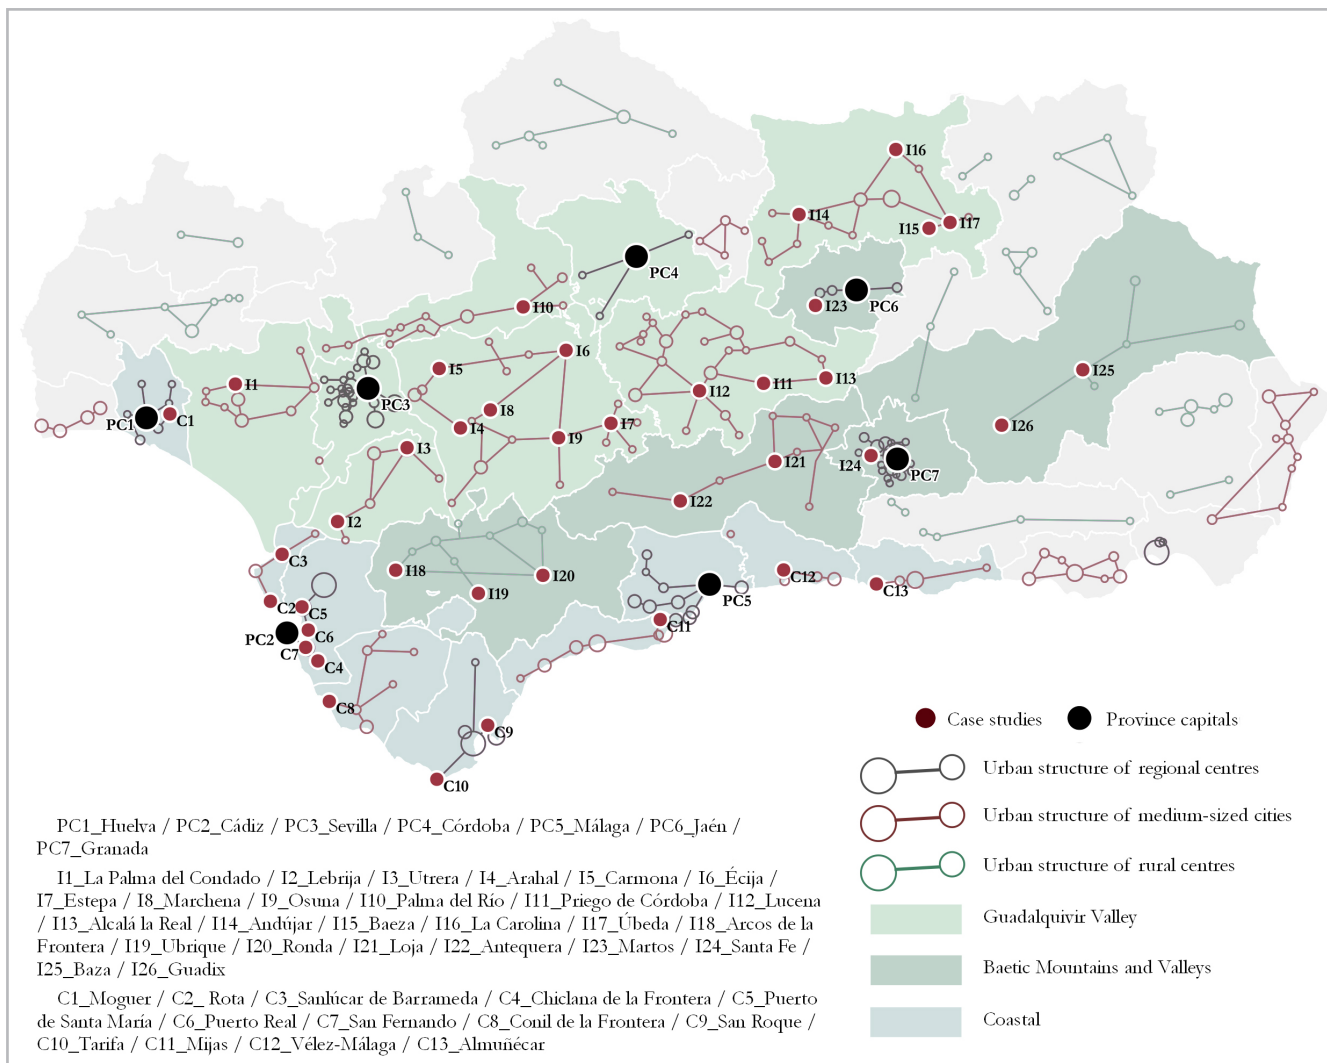 I16
I14
I15
I17
PC4
I23
PC6
I10
I6
I5
I1
PC3
I8
I4
I12
I11
I13
I25
PC1
C1
I3
I9
I7
I26
I21
I24
PC7
I22
I2
C3
I18
I19
I20
C12
C13
PC5
C2
C5
C6
PC2
C7
C4
C11
C8
C9
C10
Case studies
Province capitals
Urban structure of regional centres
Urban structure of medium-sized cities
Urban structure of rural centres
Guadalquivir Valley
Baetic Mountains and Valleys
Coastal
PC1_Huelva / PC2_Cádiz / PC3_Sevilla / PC4_Córdoba / PC5_Málaga / PC6_Jaén /
PC7_Granada
I1_La Palma del Condado / I2_Lebrija / I3_Utrera / I4_Arahal / I5_Carmona / I6_Écija /
I7_Estepa / I8_Marchena / I9_Osuna / I10_Palma del Río / I11_Priego de Córdoba / I12_Lucena
/ I13_Alcalá la Real / I14_Andújar / I15_Baeza / I16_La Carolina / I17_Úbeda / I18_Arcos de la
Frontera / I19_Ubrique / I20_Ronda / I21_Loja / I22_Antequera / I23_Martos / I24_Santa Fe /
I25_Baza / I26_Guadix
C1_Moguer / C2_ Rota / C3_Sanlúcar de Barrameda / C4_Chiclana de la Frontera / C5_Puerto
de Santa María / C6_Puerto Real / C7_San Fernando / C8_Conil de la Frontera / C9_San Roque /
C10_Tarifa / C11_Mijas / C12_Vélez-Málaga / C13_Almuñécar